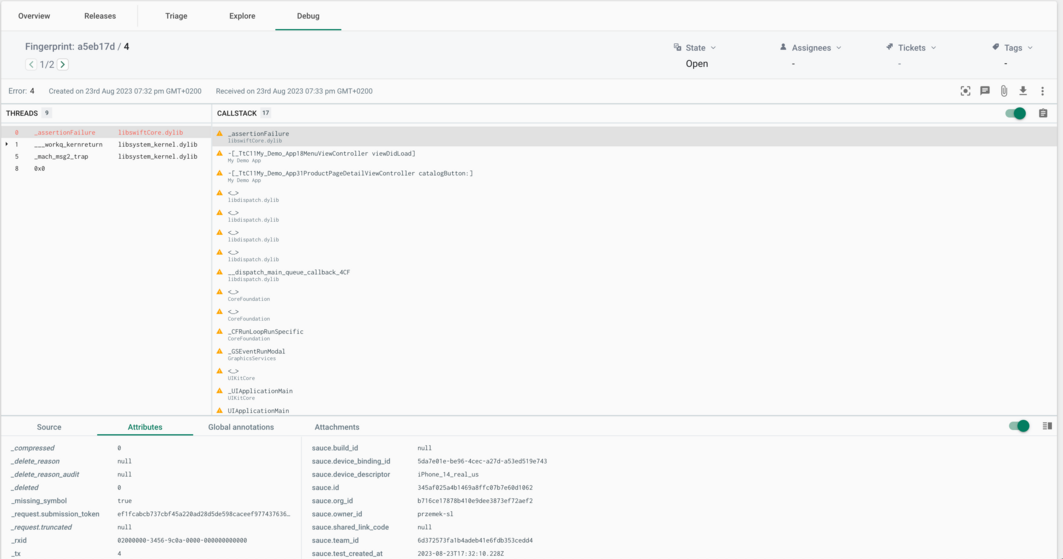 Overview Releases Triage Explore Debug
Fingerprint: a5eb17d / 4
1/2
State Assignees Tickets Tags
Open - - -
Error: 4 Created on 23rd Aug 2023 07:32 pm GMT+0200 Received on 23rd Aug 2023 07:33 pm GMT+0200
THREADS 9
0 _assertionFailure libswiftCore.dylib
1 ___workq_kernreturn libsystem_kernel.dylib
5 _mach_msg2_trap libsystem_kernel.dylib
8 0x0
CALLSTACK 17
_assertionFailure
libswiftCore.dylib
-[_TtC11My_Demo_App18MenuViewController viewDidLoad]
My Demo App
-[_TtC11My_Demo_App31ProductPageDetailViewController catalogButton:]
My Demo App
<_>
libdispatch.dylib
<_>
libdispatch.dylib
<_>
libdispatch.dylib
<_>
libdispatch.dylib
__dispatch_main_queue_callback_4CF
libdispatch.dylib
<_>
CoreFoundation
<_>
CoreFoundation
_CFRunLoopRunSpecific
CoreFoundation
_GSEventRunModal
GraphicsServices
<_>
UIKitCore
_UIApplicationMain
UIKitCore
UIApplicationMain
Source Attributes Global annotations Attachments
_compressed 0
_delete_reason null
_delete_reason_audit null
_deleted 0
_missing_symbol true
_request.submission_token ef1fcabcb737cbf45a220ad28d5de598caceef977437636…
_request.truncated null
_rxid 02000000-3456-9c0a-0000-000000000000
_tx 4
sauce.build_id null
sauce.device_binding_id 5da7e01e-be96-4cec-a27d-a53ed519e743
sauce.device_descriptor iPhone_14_real_us
sauce.id 345af025a4b1469a8ffc07b7e60d1062
sauce.org_id b716ce17878b410e9dee3873ef72aef2
sauce.owner_id przemek-sl
sauce.shared_link_code null
sauce.team_id 6d372573fa1b4adeb41e6fdb353cedd4
sauce.test_created_at 2023-08-23T17:32:10.228Z